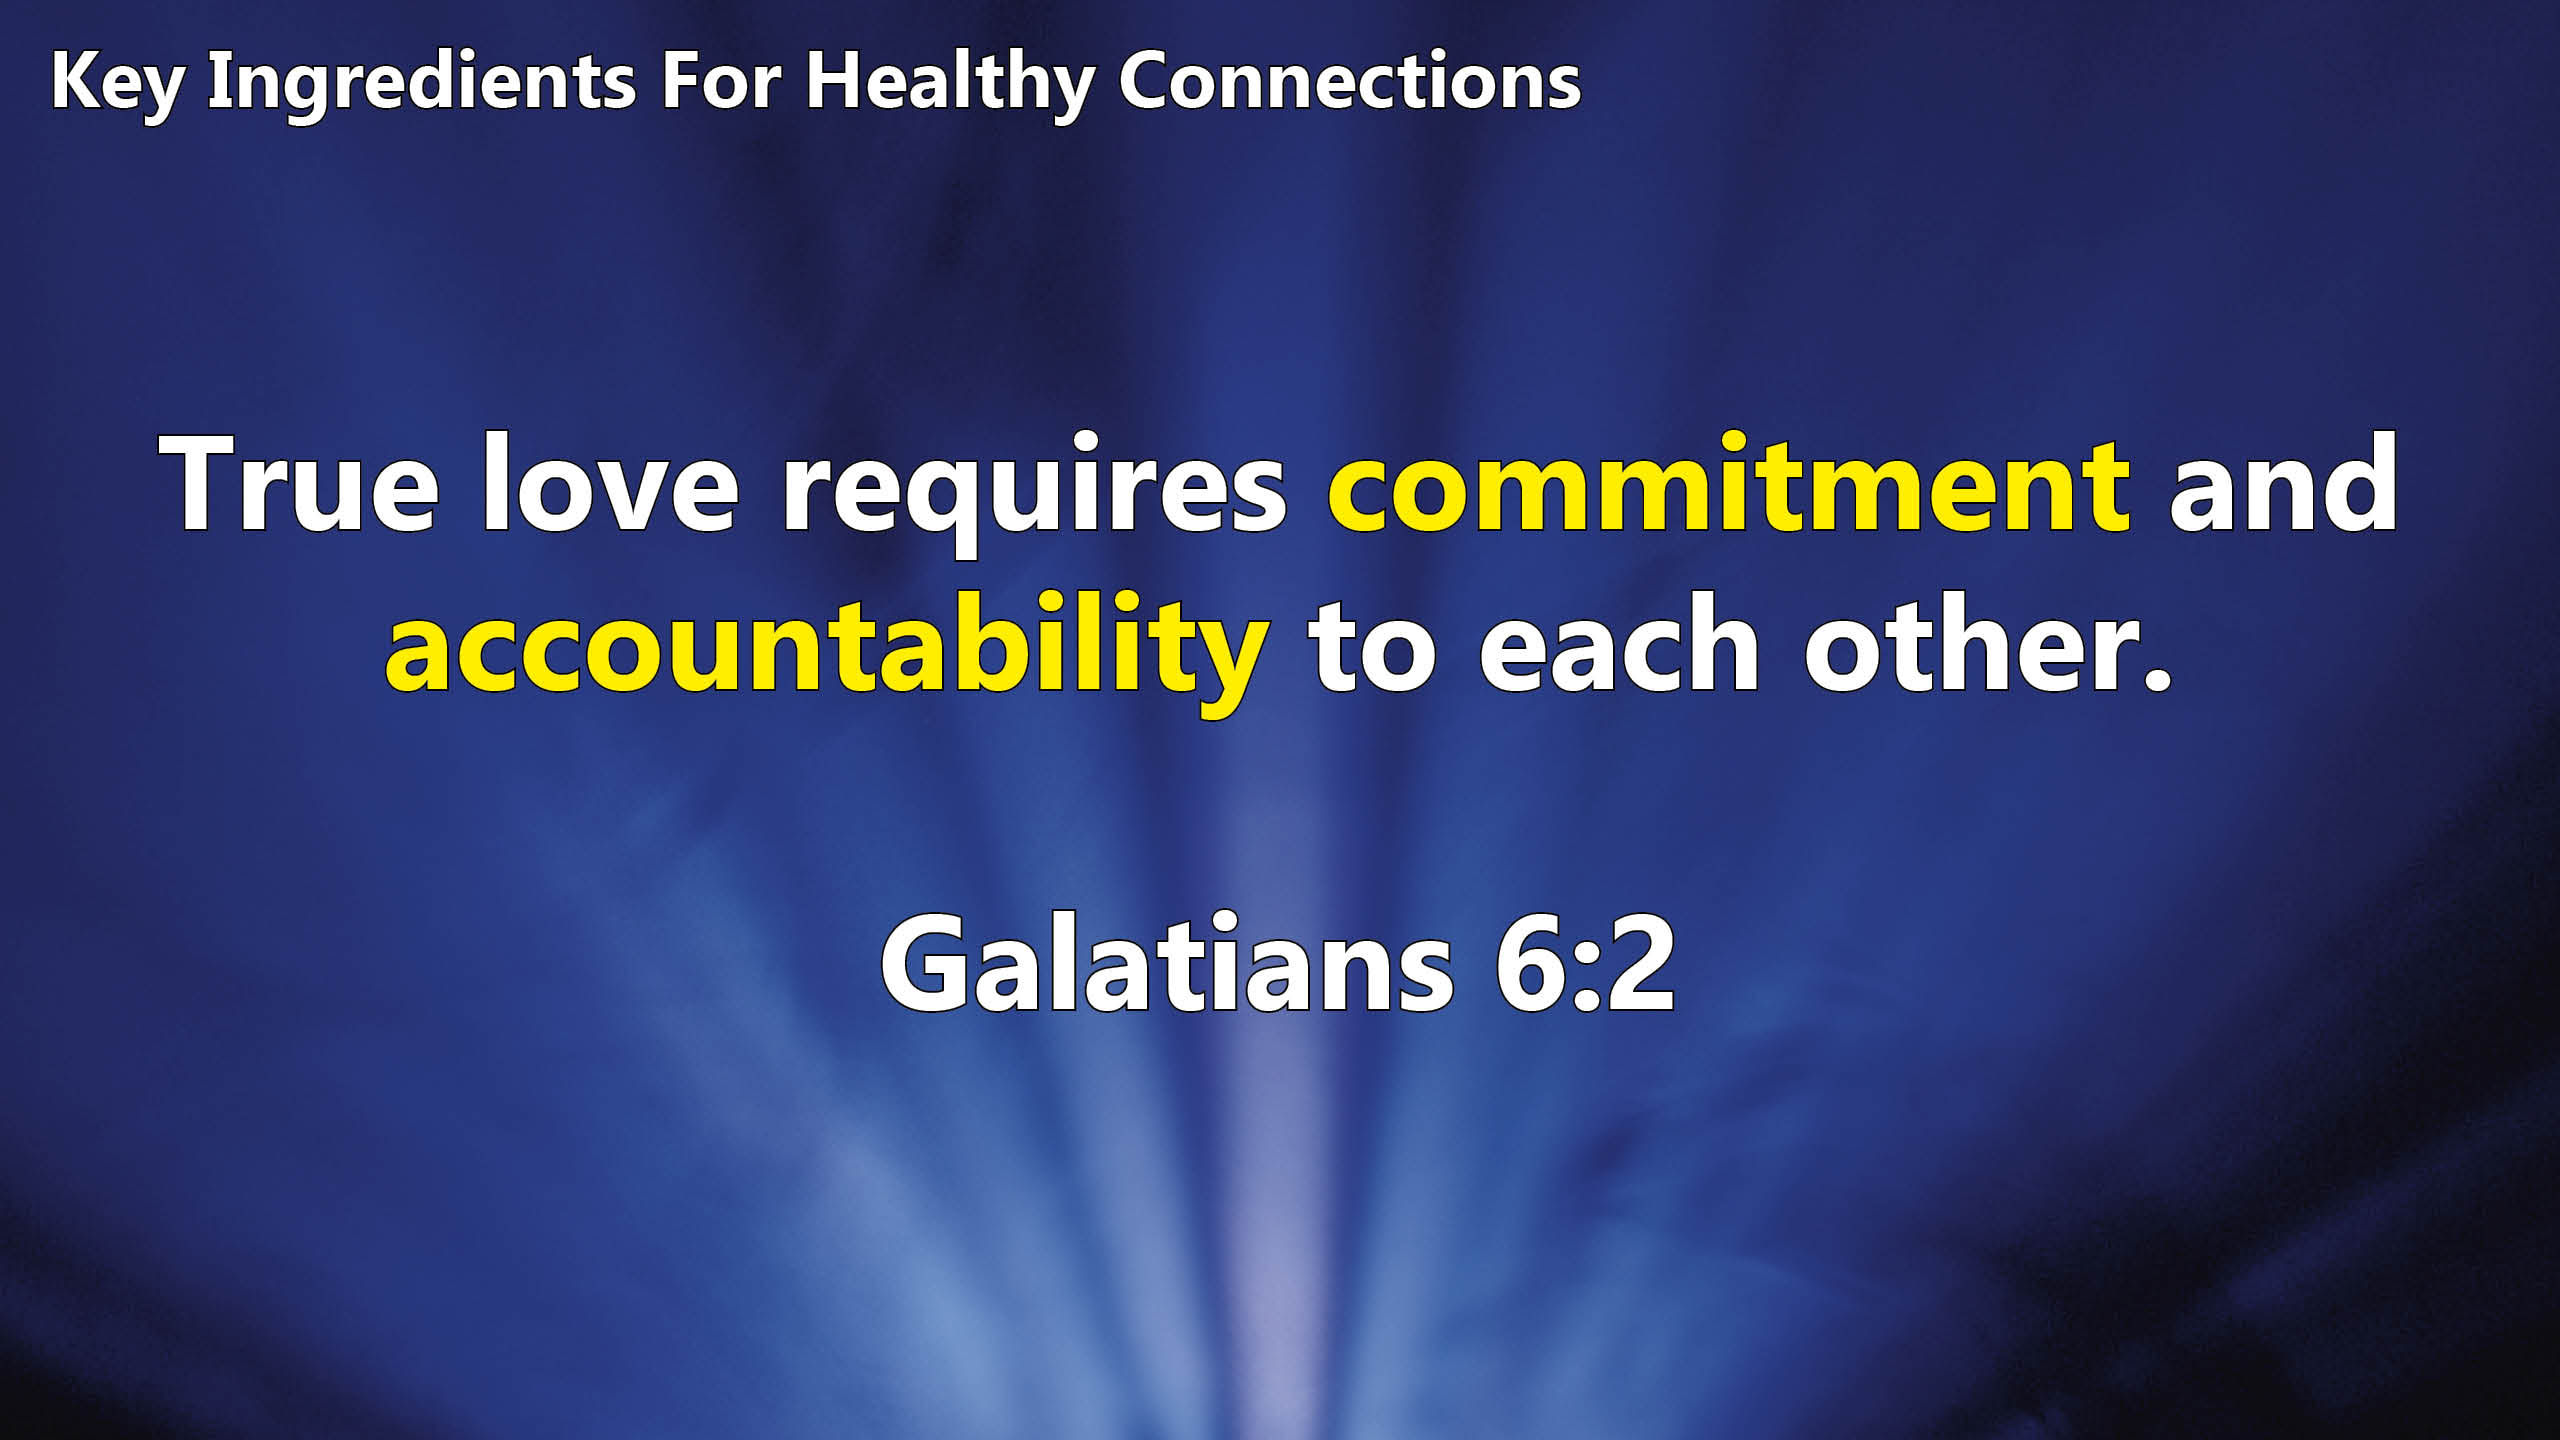 Key Ingredients For Healthy Connections
True love requires commitment and
accountability to each other.
Galatians 6:2